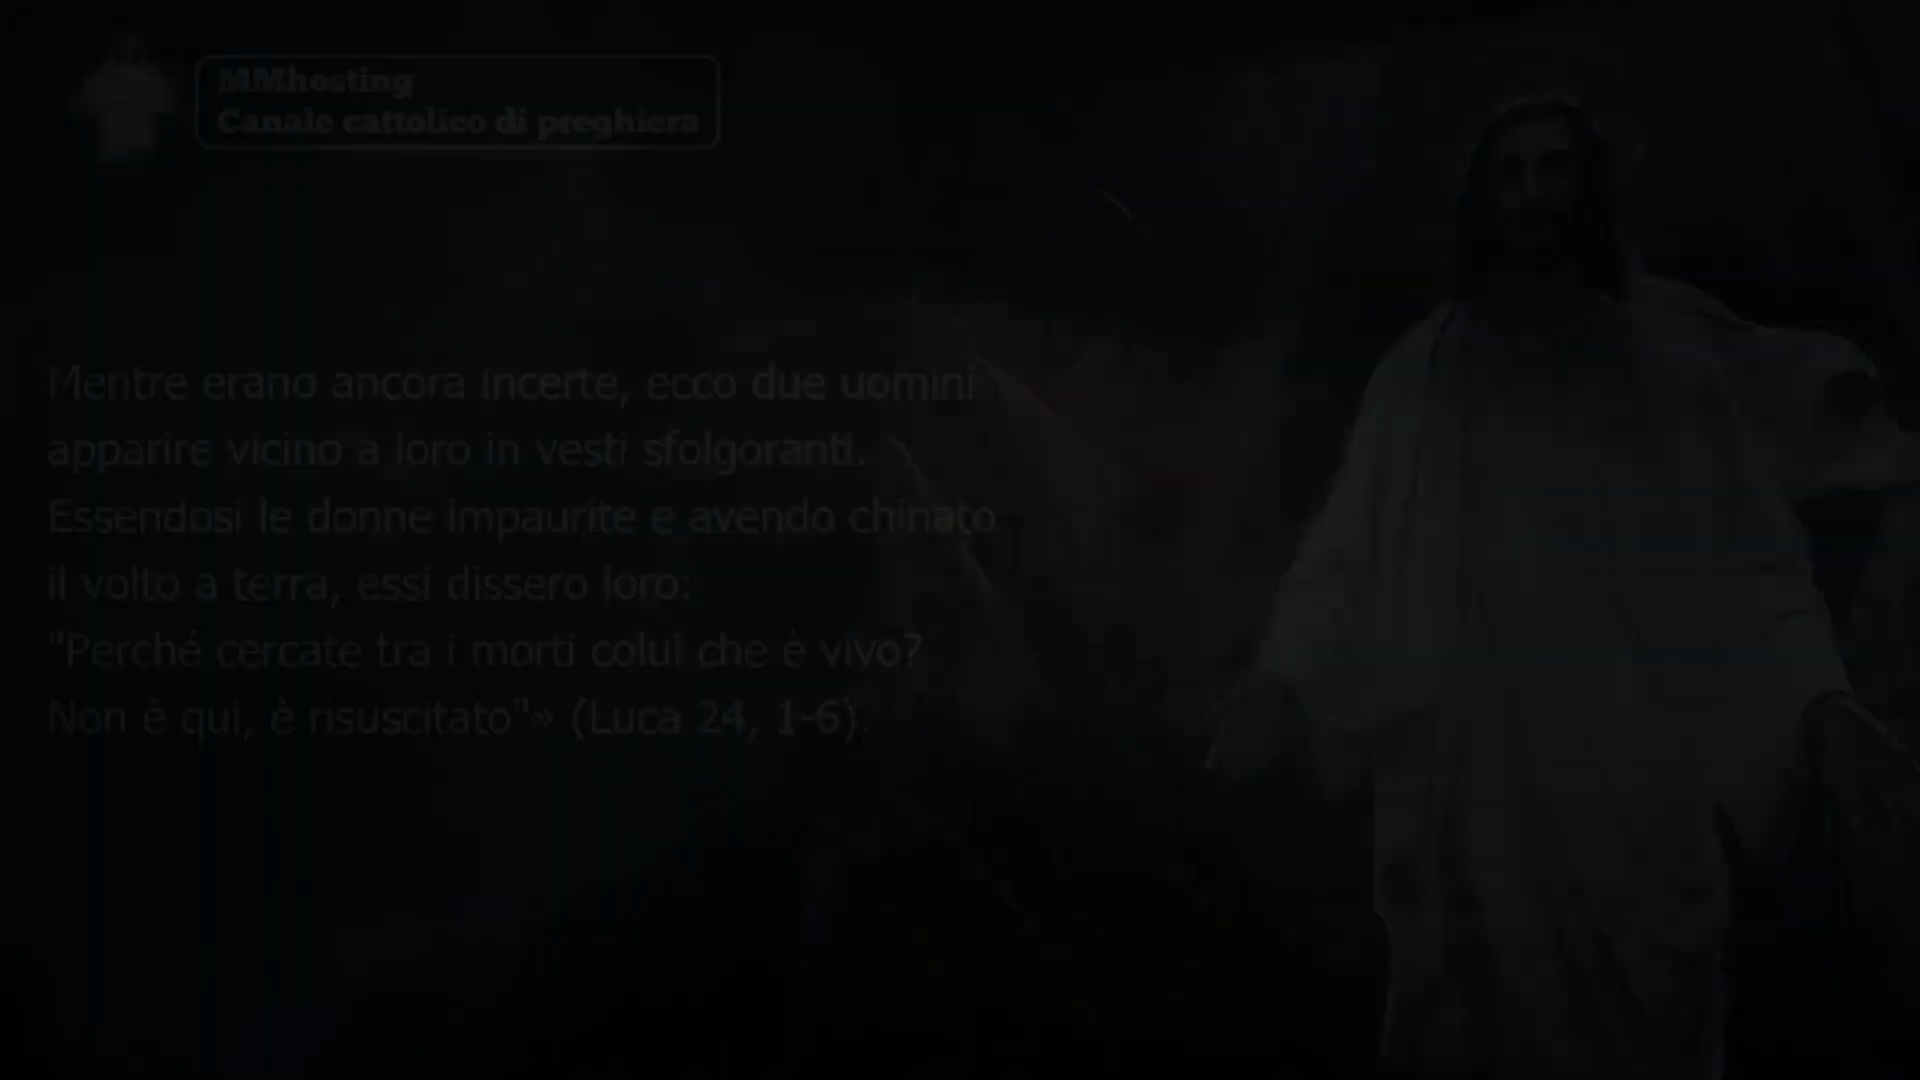 MMhosting
Canale cattolico di preghiera
Mentre erano ancora incerte, ecco due uomini
apparire vicino a loro in vesti sfolgoranti.
Essendosi le donne impaurite e avendo chinato
il volto a terra, essi dissero loro:
"Perché cercate tra i morti colui che è vivo?
Non è qui, è risuscitato"» (Luca 24, 1-6).